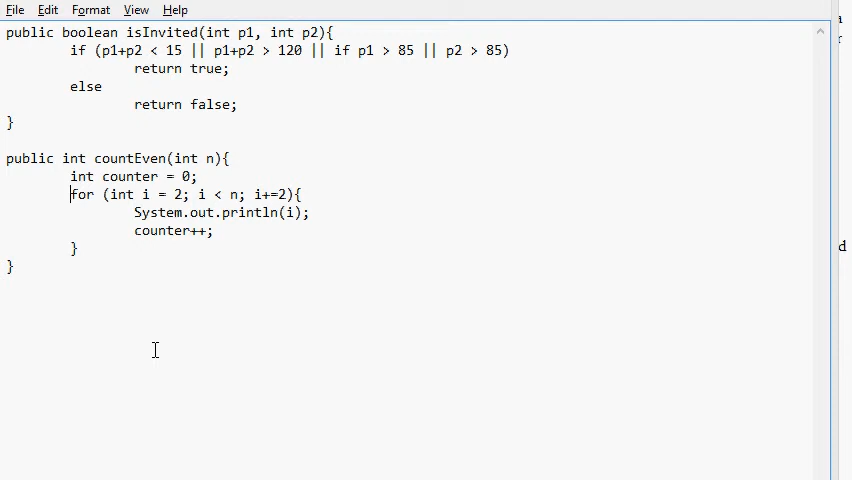 File Edit Format View Help
public boolean isInvited(int p1, int p2){
if (p1+p2 < 15 || p1+p2 > 120 || if p1 > 85 || p2 > 85)
return true;
else
return false;
}
public int countEven(int n){
int counter = 0;
for (int i = 2; i < n; i+=2){
System.out.println(i);
counter++;
}
}